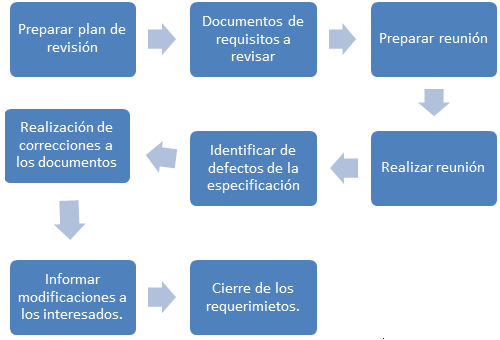 Preparar plan de
revisión
Documentos de
requisitos a
revisar
Preparar reunión
Realizar reunión
Identificar de
defectos de la
especificación
Realización de
correcciones a
los documentos
Informar
modificaciones a
los interesados.
Cierre de los
requerimietos.